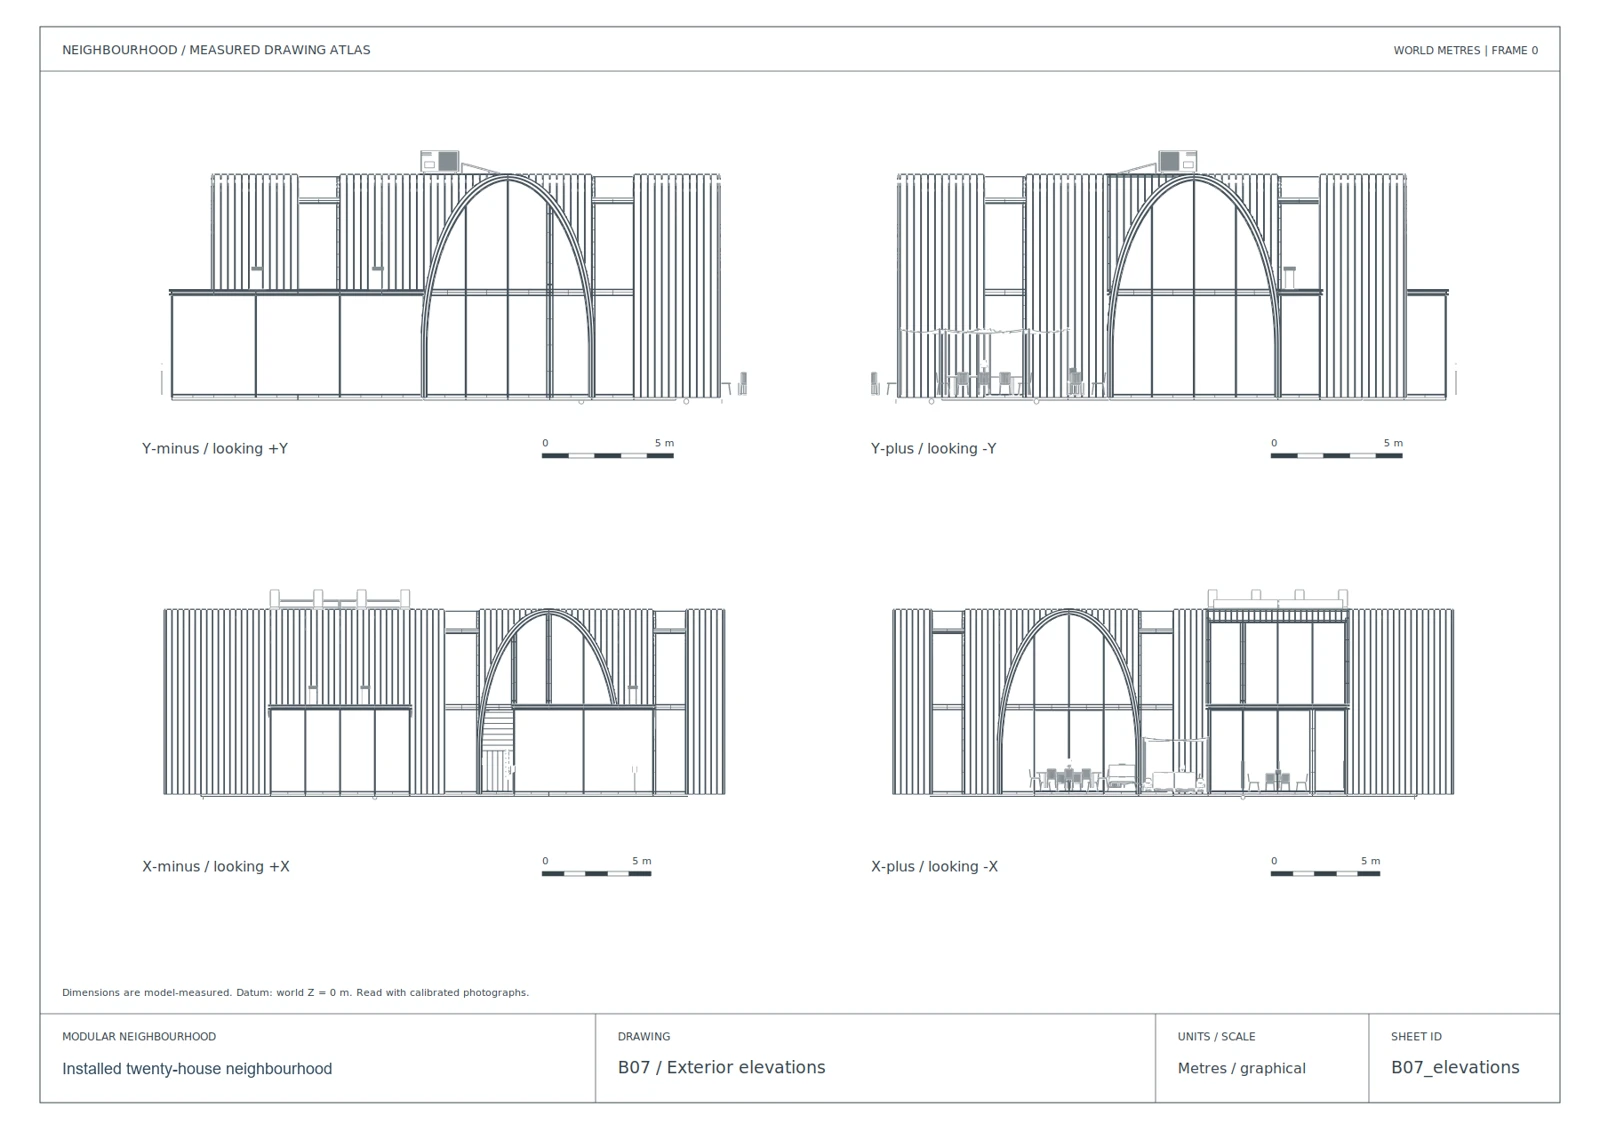 NEIGHBOURHOOD / MEASURED DRAWING ATLAS
WORLD METRES | FRAME 0
Y-minus / looking +Y
0 5 m
Y-plus / looking -Y
0 5 m
X-minus / looking +X
0 5 m
X-plus / looking -X
0 5 m
Dimensions are model-measured. Datum: world Z = 0 m. Read with calibrated photographs.
MODULAR NEIGHBOURHOOD
Installed twenty-house neighbourhood
DRAWING
B07 / Exterior elevations
UNITS / SCALE
Metres / graphical
SHEET ID
B07_elevations